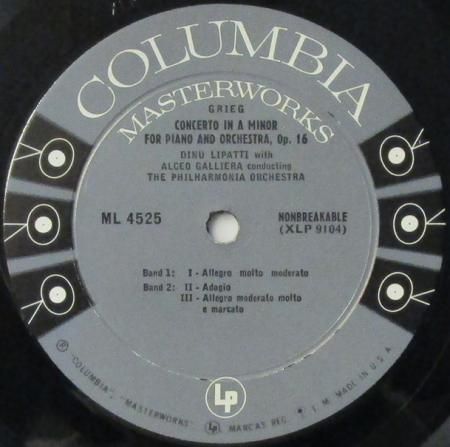 COLUMBIA
MASTERWORKS
GRIEG
CONCERTO IN A MINOR
FOR PIANO AND ORCHESTRA, Op. 16
DINU LIPATTI with
ALCEO GALLIERA conducting
THE PHILHARMONIA ORCHESTRA
ML 4525
NONBREAKABLE
(XLP 9104)
Band 1: I - Allegro molto moderato
Band 2: II - Adagio
III - Allegro moderato molto
e marcato
® "COLUMBIA", "MASTERWORKS", LP MARCAS REG. T. M. MADE IN U.S.A.